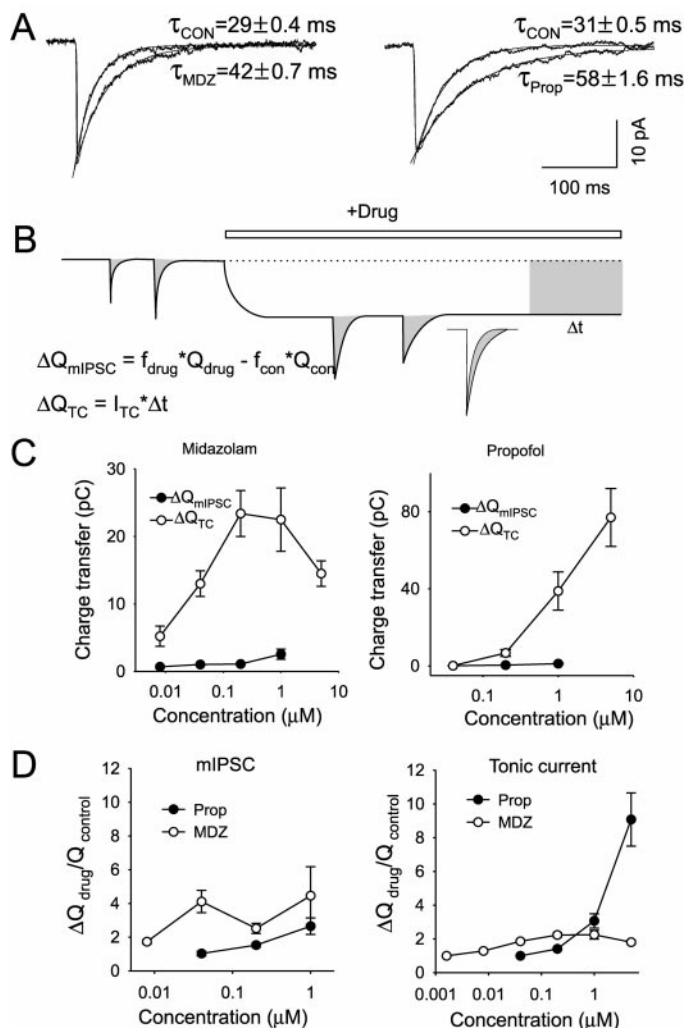 A
τCON=29±0.4 ms
τMDZ=42±0.7 ms
τCON=31±0.5 ms
τProp=58±1.6 ms
10 pA
100 ms
+Drug
B
Δt
ΔQmIPSC = fdrug*Qdrug - fcon*Qcon
ΔQTC = ITC*Δt
C
Midazolam
Charge transfer (pC)
30
20
10
0
ΔQmIPSC
ΔQTC
0.01 0.1 1 10
Concentration (μM)
Propofol
Charge transfer (pC)
80
40
0
ΔQmIPSC
ΔQTC
0.1 1
Concentration (μM)
D
mIPSC
ΔQdrug/Qcontrol
12
10
8
6
4
2
0
Prop
MDZ
0.01 0.1 1
Concentration (μM)
Tonic current
ΔQdrug/Qcontrol
12
10
8
6
4
2
0
Prop
MDZ
0.001 0.01 0.1 1
Concentration (μM)